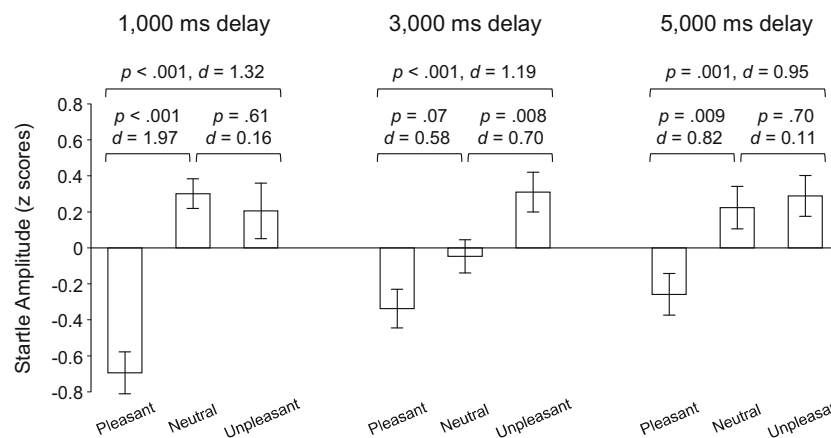 1,000 ms delay 3,000 ms delay 5,000 ms delay
p < .001, d = 1.32 p < .001, d = 1.19 p = .001, d = 0.95
p < .001 p = .61 p = .07 p = .008 p = .009 p = .70
d = 1.97 d = 0.16 d = 0.58 d = 0.70 d = 0.82 d = 0.11
Startle Amplitude (z scores)
0.8
0.6
0.4
0.2
0
-0.2
-0.4
-0.6
-0.8
Pleasant Neutral Unpleasant Pleasant Neutral Unpleasant Pleasant Neutral Unpleasant